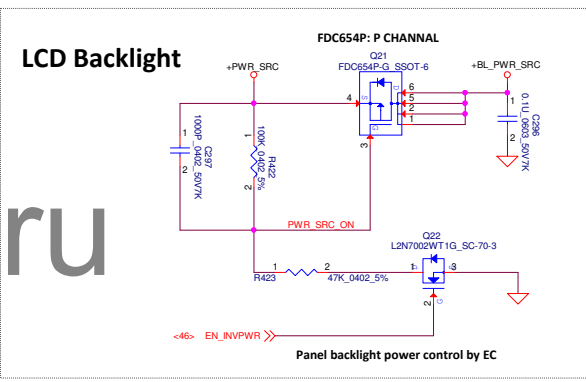 FDC654P: P CHANNAL
LCD Backlight
Q21
+PWR_SRC
FDC654P-G_SSOT-6
+BL_PWR_SRC
4
S
D
6
5
2
1
G
3
1
2
1000P_0402_50V7K
C297
1
2
100K_0402_5%
R422
1
2
0.1U_0603_50V7K
C296
PWR_SRC_ON
ru
Q22
L2N7002WT1G_SC-70-3
R423
1
2
47K_0402_5%
1
D
S
3
2
G
<46> EN_INVPWR
Panel backlight power control by EC